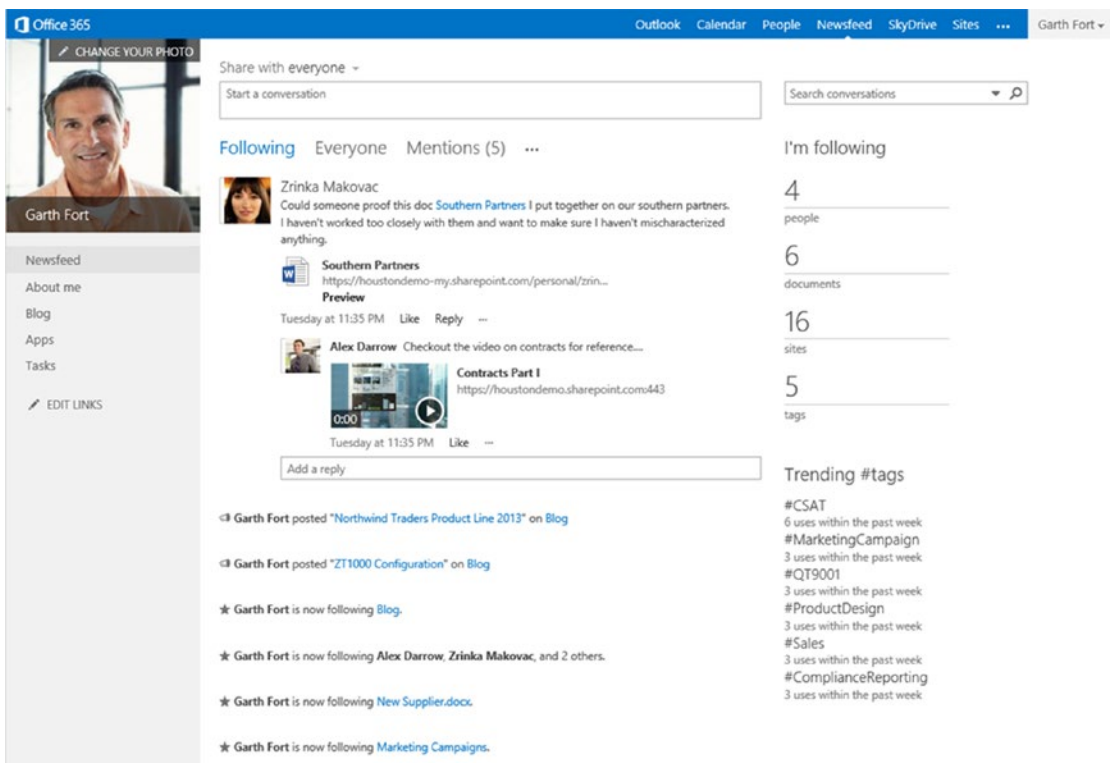 Office 365
Outlook Calendar People Newsfeed SkyDrive Sites ••• Garth Fort
CHANGE YOUR PHOTO
Garth Fort
Newsfeed
About me
Blog
Apps
Tasks
EDIT LINKS
Share with everyone
Start a conversation
Following Everyone Mentions (5) •••
Zrinka Makovac
Could someone proof this doc Southern Partners I put together on our southern partners.
I haven't worked too closely with them and want to make sure I haven't mischaracterized
anything.
Southern Partners
https://houstondemo-my.sharepoint.com/personal/zrin...
Preview
Tuesday at 11:35 PM Like Reply ...
Alex Darrow Checkout the video on contracts for reference....
Contracts Part I
https://houstondemo.sharepoint.com:443
0:00
Tuesday at 11:35 PM Like ...
Add a reply
Garth Fort posted "Northwind Traders Product Line 2013" on Blog
Garth Fort posted "ZT1000 Configuration" on Blog
Garth Fort is now following Blog.
Garth Fort is now following Alex Darrow, Zrinka Makovac, and 2 others.
Garth Fort is now following New Supplier.docx.
Garth Fort is now following Marketing Campaigns.
Search conversations
I'm following
4
people
6
documents
16
sites
5
tags
Trending #tags
#CSAT
6 uses within the past week
#MarketingCampaign
3 uses within the past week
#QT9001
3 uses within the past week
#ProductDesign
3 uses within the past week
#Sales
3 uses within the past week
#ComplianceReporting
3 uses within the past week